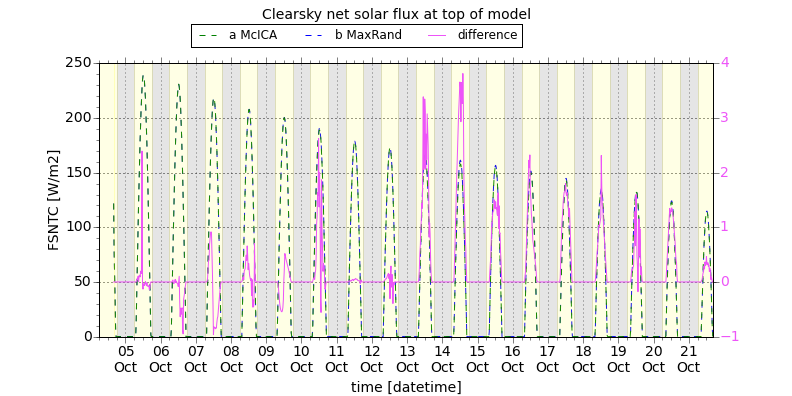 Clearsky net solar flux at top of model
a McICA b MaxRand difference
250 4
200 3
150 2
100 1
50 0
0 −1
FSNTC [W/m2]
05 06 07 08 09 10 11 12 13 14 15 16 17 18 19 20 21
Oct Oct Oct Oct Oct Oct Oct Oct Oct Oct Oct Oct Oct Oct Oct Oct Oct
time [datetime]